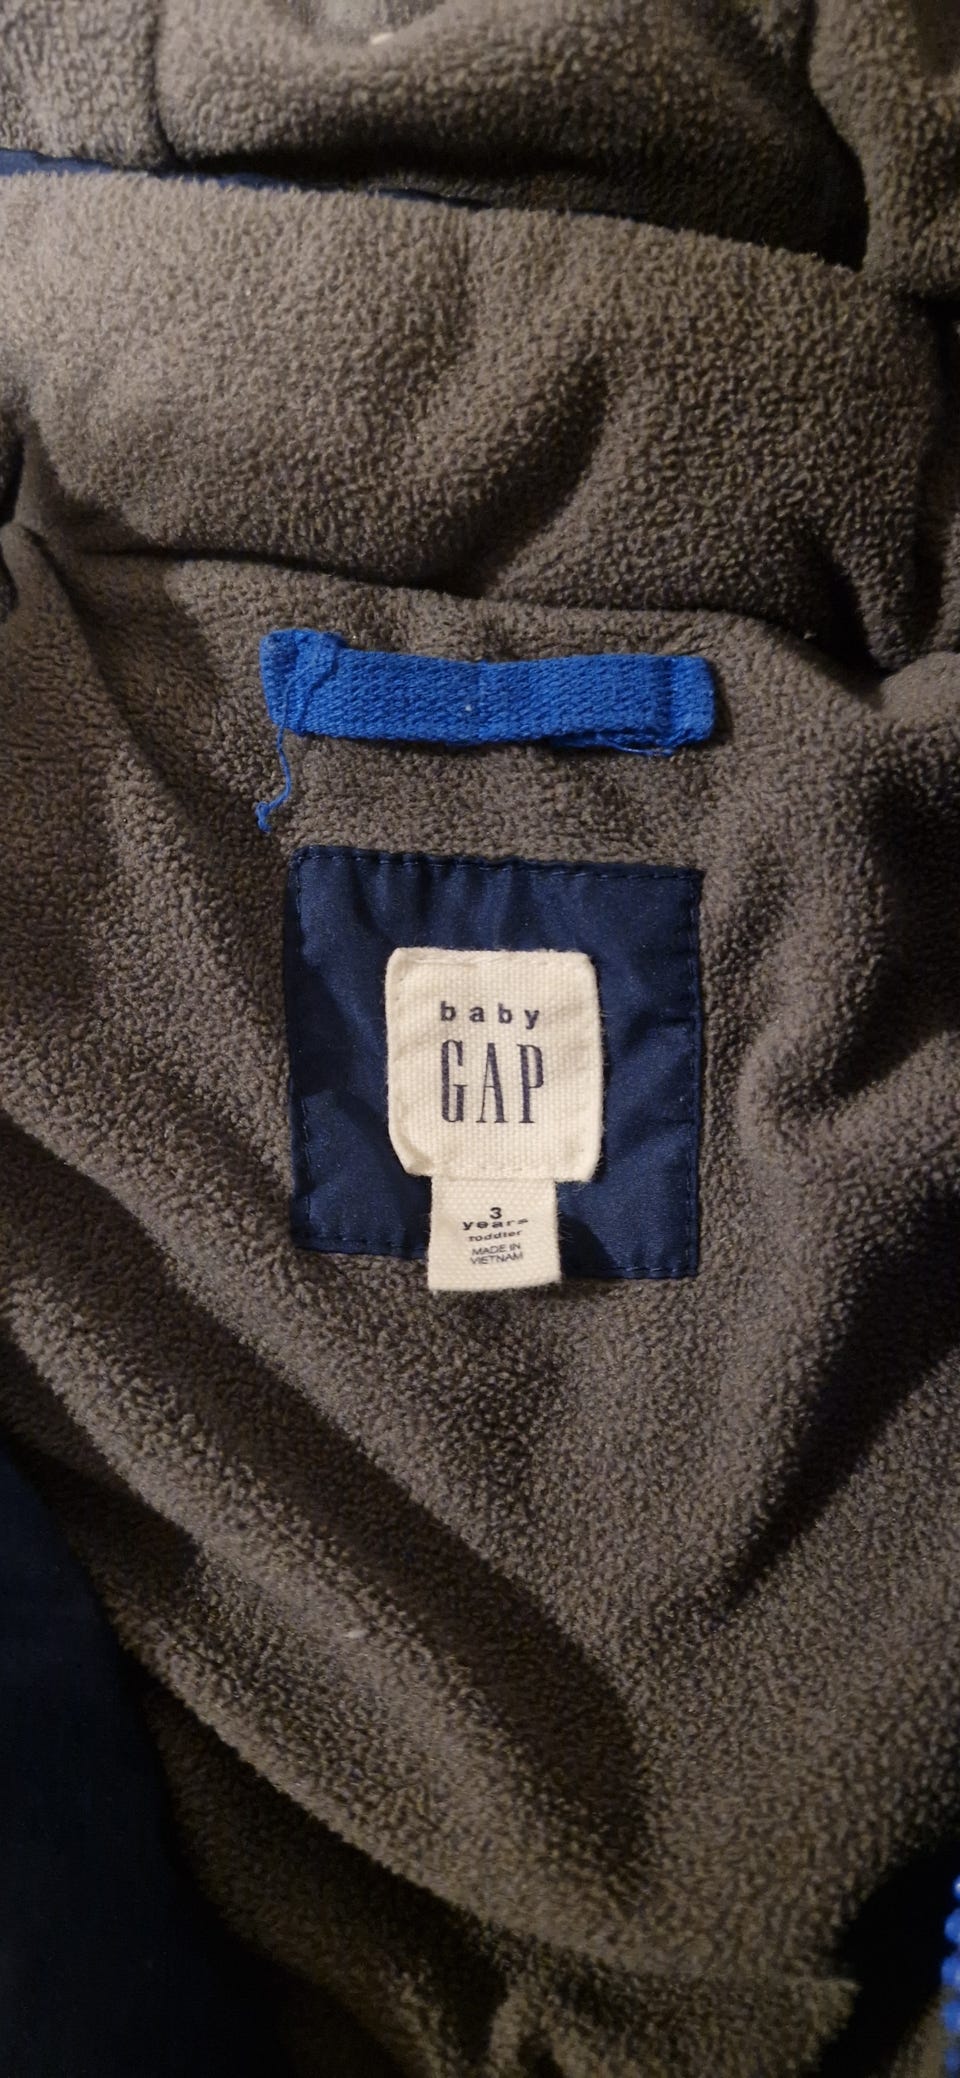 baby
GAP
3
years
toddler
MADE IN
VIETNAM